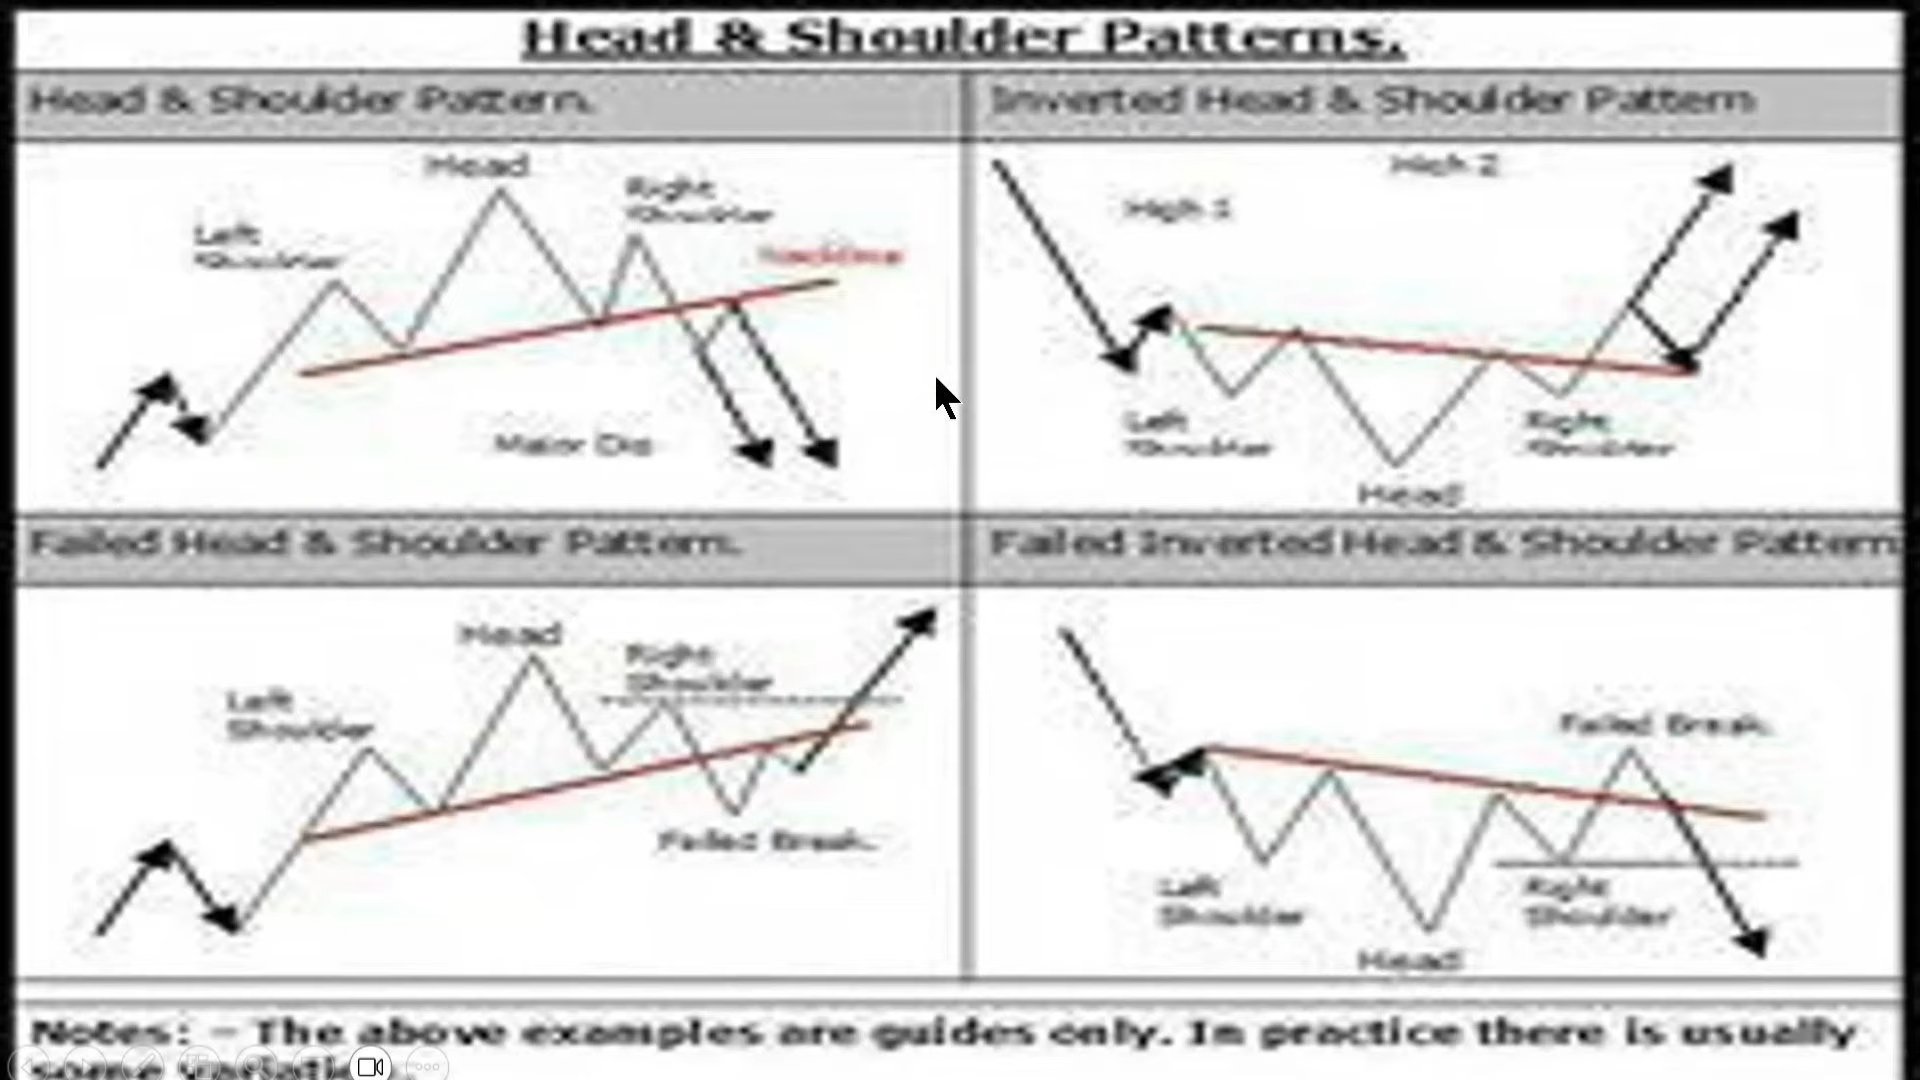 Head & Shoulder Patterns.
Head & Shoulder Pattern.
Inverted Head & Shoulder Pattern
Head
Right
Shoulder
Left
Shoulder
Neckline
Major Dip
High 1
High 2
Left
Shoulder
Right
Shoulder
Head
Failed Head & Shoulder Pattern.
Failed Inverted Head & Shoulder Pattern
Head
Right
Shoulder
Left
Shoulder
Failed Break.
Failed Break.
Left
Shoulder
Right
Shoulder
Head
Notes: - The above examples are guides only. In practice there is usually
some